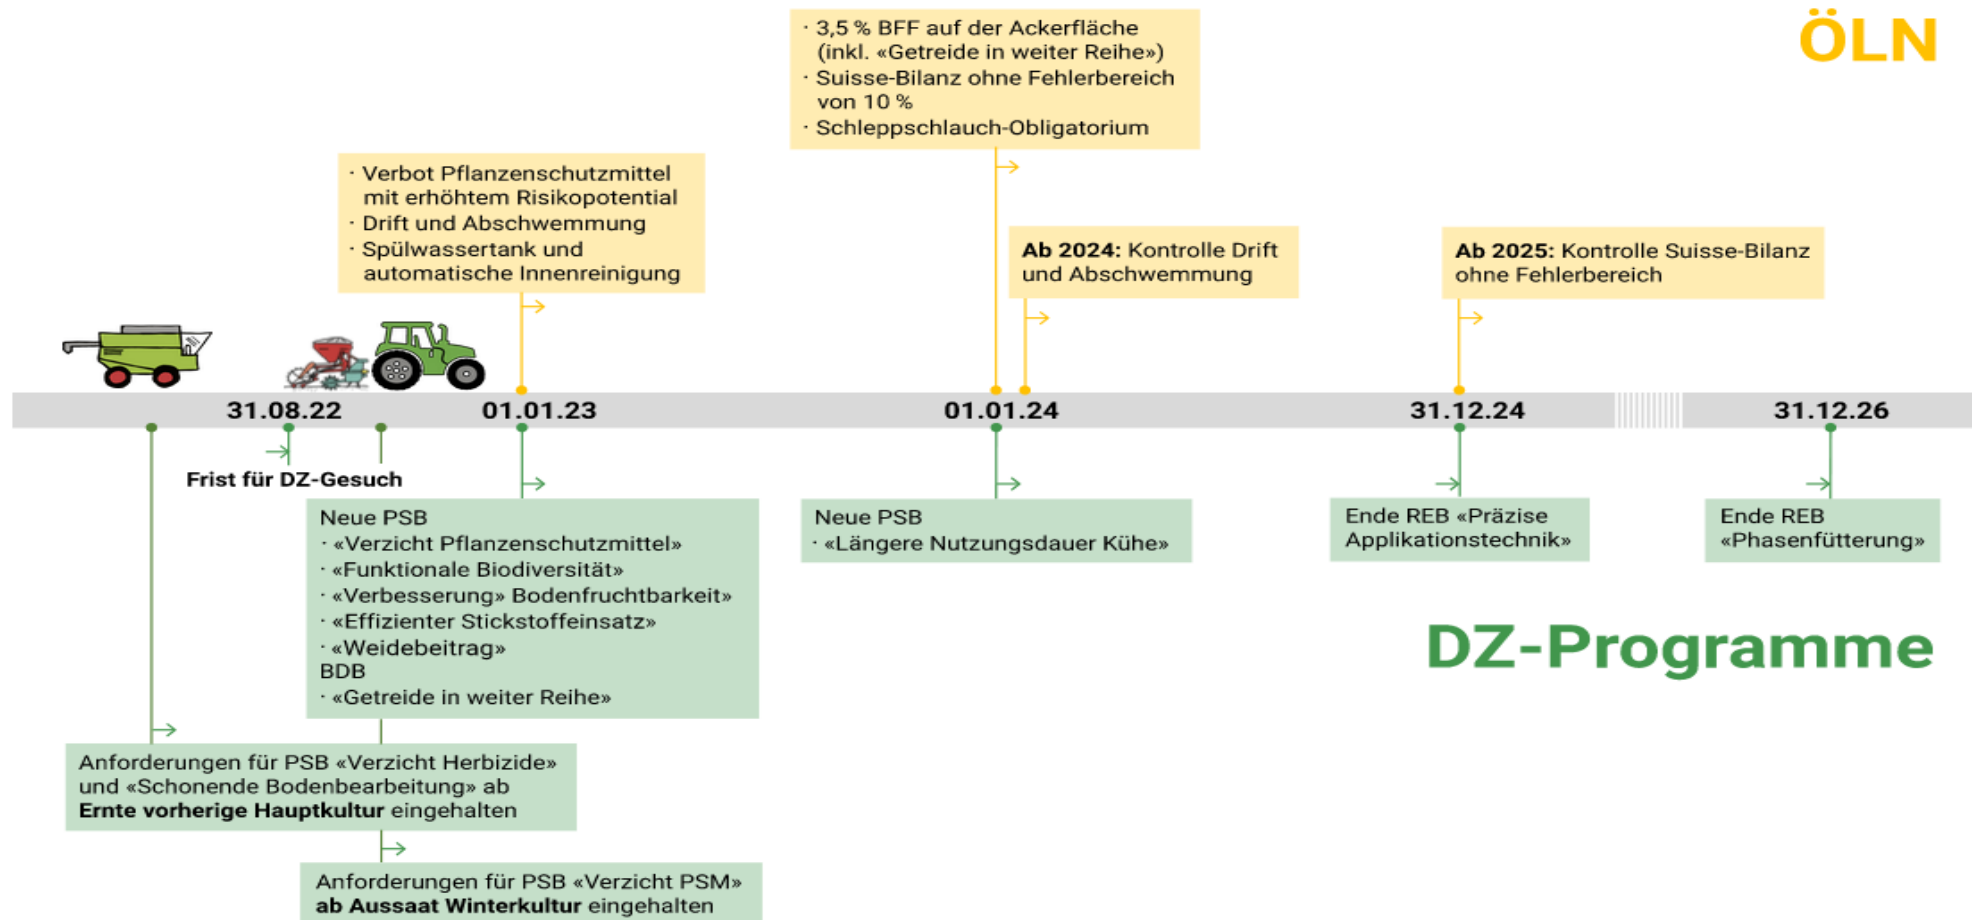 ÖLN
· 3,5 % BFF auf der Ackerfläche
(inkl. «Getreide in weiter Reihe»)
· Suisse-Bilanz ohne Fehlerbereich
von 10 %
· Schleppschlauch-Obligatorium
· Verbot Pflanzenschutzmittel
mit erhöhtem Risikopotential
· Drift und Abschwemmung
· Spülwassertank und
automatische Innenreinigung
Ab 2024: Kontrolle Drift
und Abschwemmung
Ab 2025: Kontrolle Suisse-Bilanz
ohne Fehlerbereich
31.08.22
01.01.23
01.01.24
31.12.24
31.12.26
Frist für DZ-Gesuch
Neue PSB
· «Verzicht Pflanzenschutzmittel»
· «Funktionale Biodiversität»
· «Verbesserung» Bodenfruchtbarkeit»
· «Effizienter Stickstoffeinsatz»
· «Weidebeitrag»
BDB
· «Getreide in weiter Reihe»
Neue PSB
· «Längere Nutzungsdauer Kühe»
Ende REB «Präzise
Applikationstechnik»
Ende REB
«Phasenfütterung»
DZ-Programme
Anforderungen für PSB «Verzicht Herbizide»
und «Schonende Bodenbearbeitung» ab
Ernte vorherige Hauptkultur eingehalten
Anforderungen für PSB «Verzicht PSM»
ab Aussaat Winterkultur eingehalten